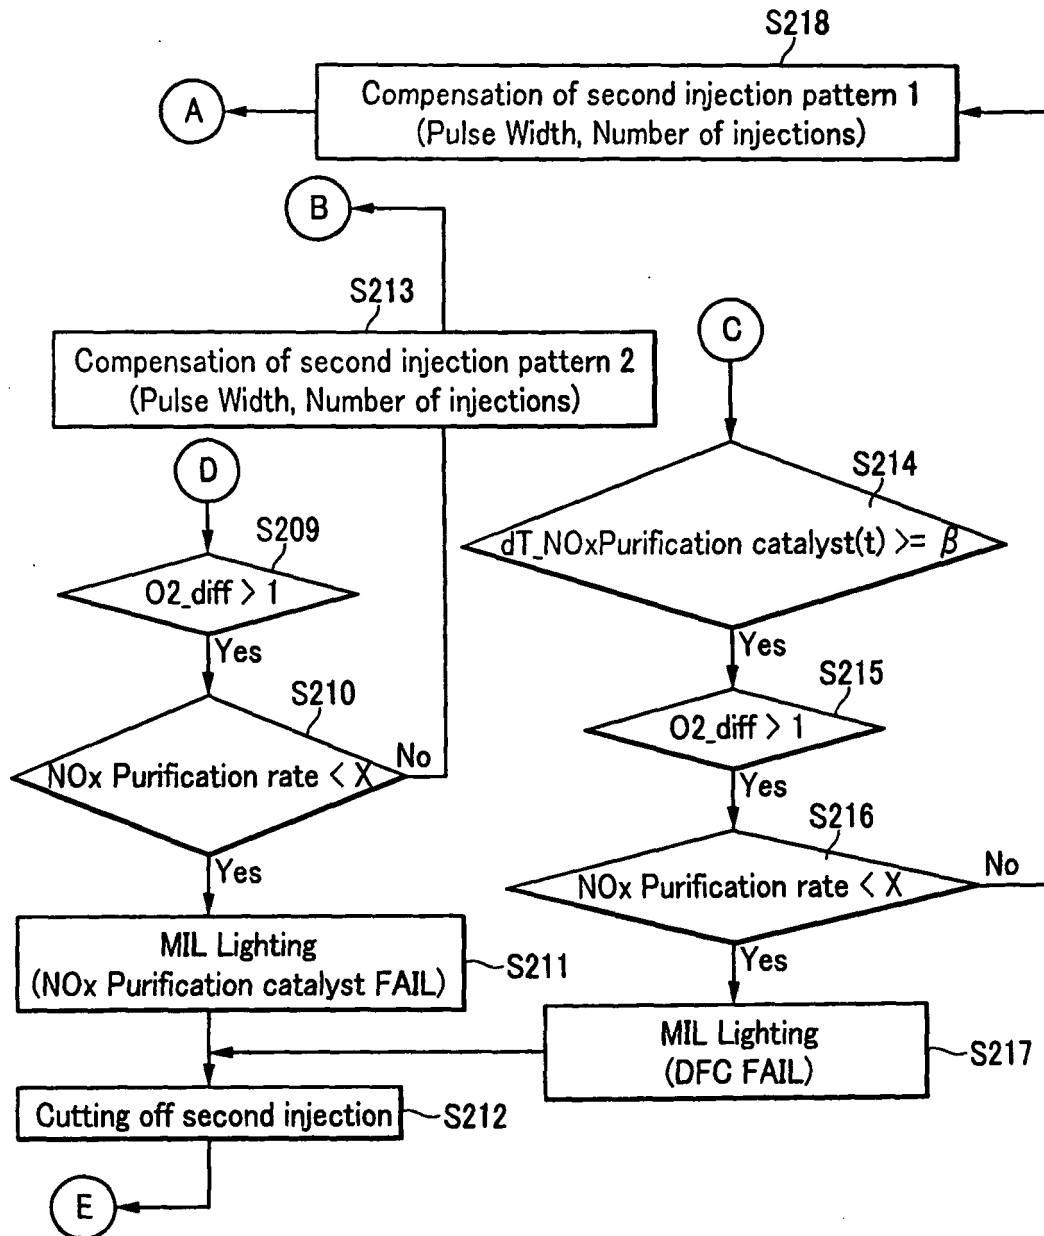 S218
Compensation of second injection pattern 1
(Pulse Width, Number of injections)
A
B
S213
Compensation of second injection pattern 2
(Pulse Width, Number of injections)
C
D
S214
dT_NOxPurification catalyst(t) >= β
S209
O2_diff > 1
Yes
Yes
S215
O2_diff > 1
S210
NOx Purification rate < X
No
Yes
S216
NOx Purification rate < X
No
Yes
Yes
MIL Lighting
(NOx Purification catalyst FAIL)
S211
MIL Lighting
(DFC FAIL)
S217
Cutting off second injection
S212
E